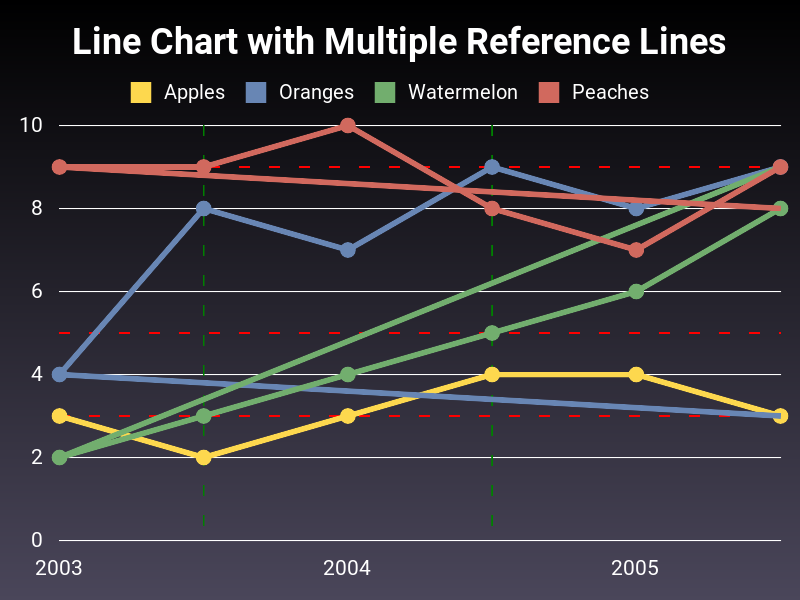 Line Chart with Multiple Reference Lines
Apples Oranges Watermelon Peaches
10
8
6
4
2
0
2003 2004 2005